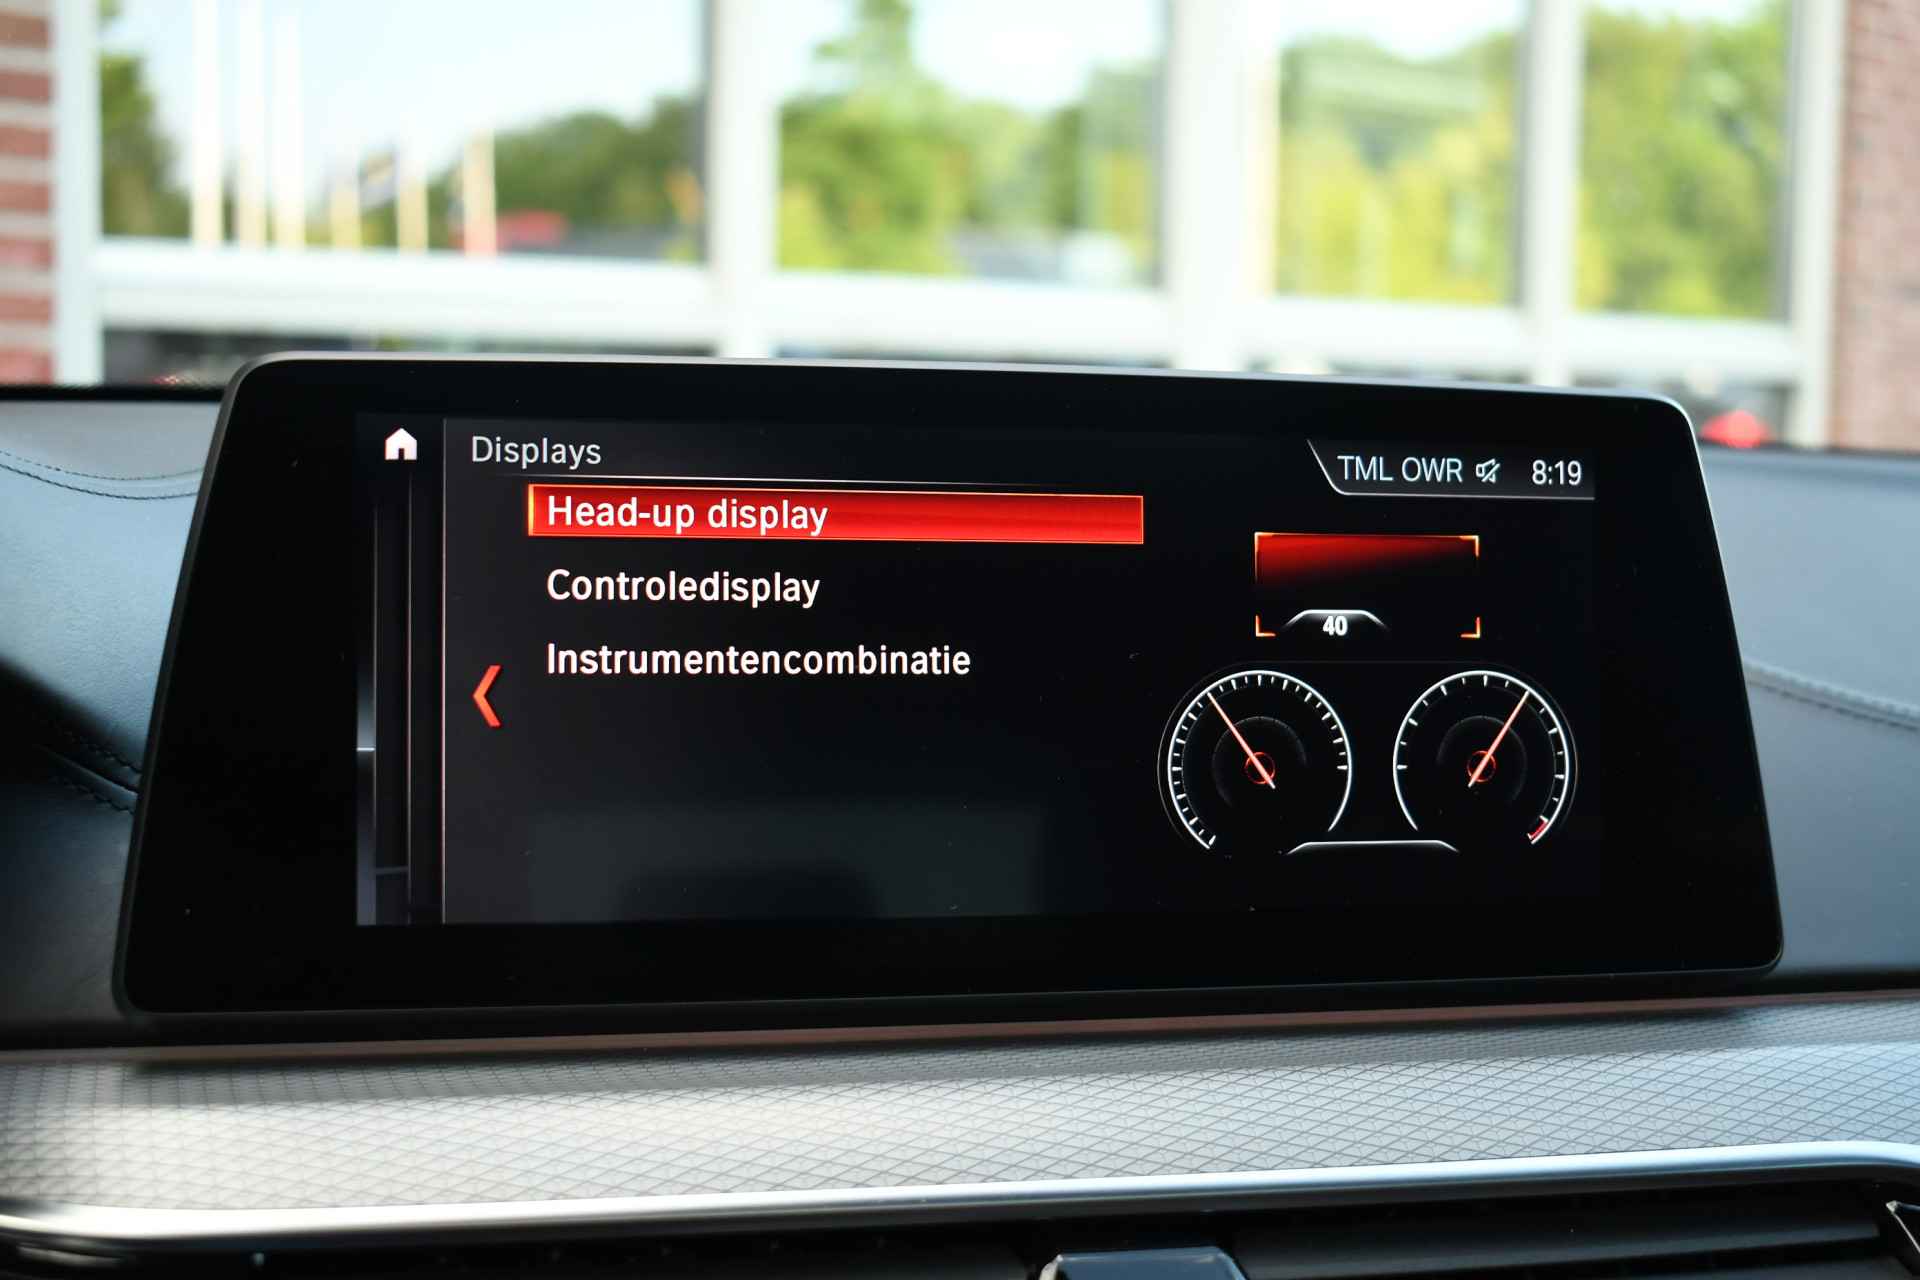 Displays
TML OWR 8:19
Head-up display
Controledisplay
Instrumentencombinatie
40